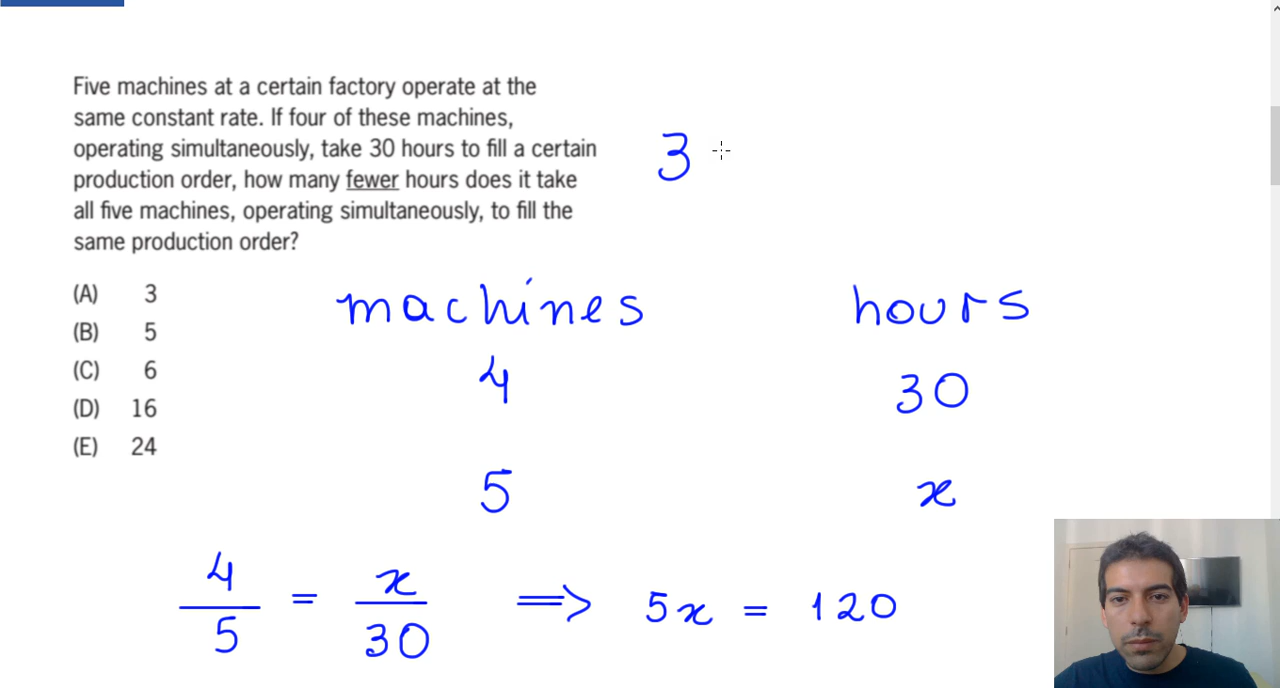 Five machines at a certain factory operate at the
same constant rate. If four of these machines,
operating simultaneously, take 30 hours to fill a certain
production order, how many fewer hours does it take
all five machines, operating simultaneously, to fill the
same production order?
3
(A) 3
(B) 5
(C) 6
(D) 16
(E) 24
machines hours
4 30
5 x
4/5 = x/30 ⟹ 5x = 120